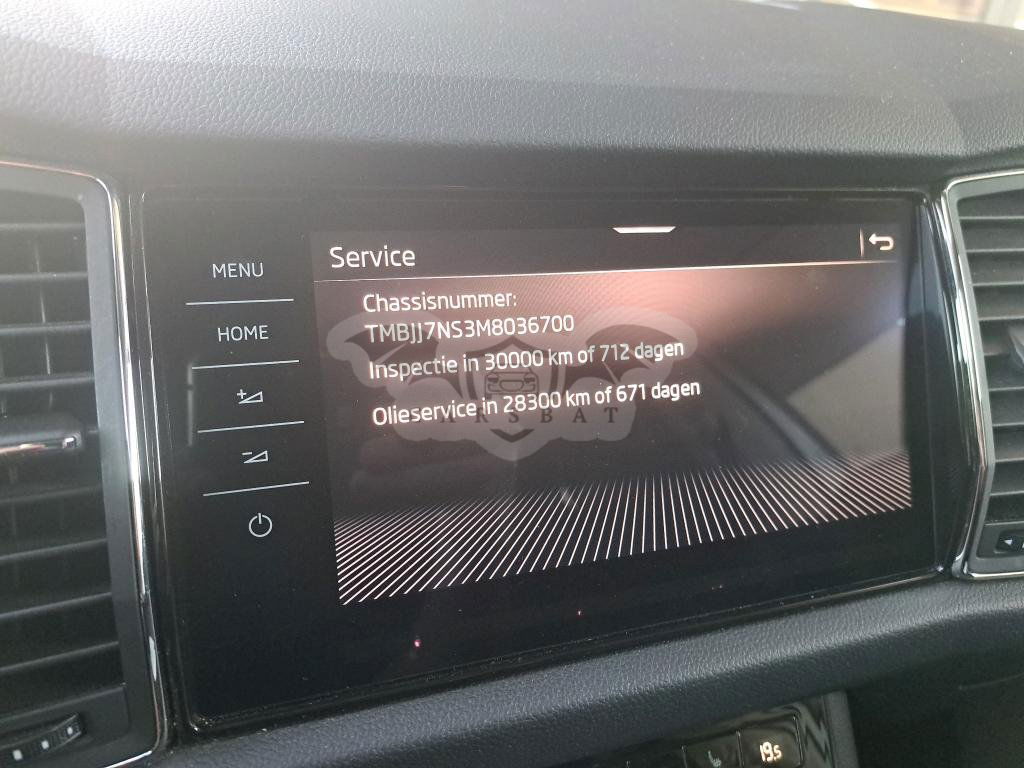 MENU
HOME
Service
Chassisnummer:
TMBJJ7NS3M8036700
Inspectie in 30000 km of 712 dagen
Olieservice in 28300 km of 671 dagen
CARSBAT
19.5